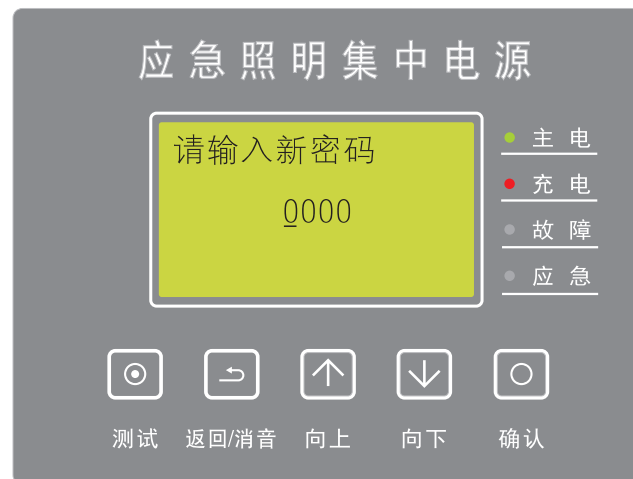 应急照明集中电源
请输入新密码
0000
主电
充电
故障
应急
测试 返回/消音 向上 向下 确认